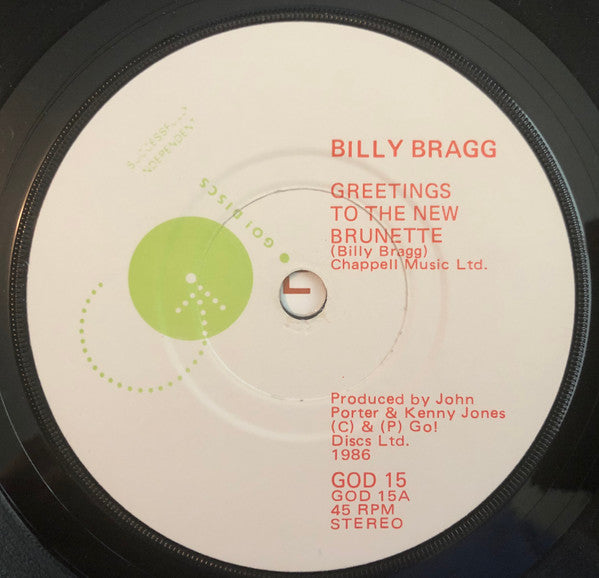 INDEPENDENT
GO! DISCS
BILLY BRAGG
GREETINGS
TO THE NEW
BRUNETTE
(Billy Bragg)
Chappell Music Ltd.
Produced by John
Porter & Kenny Jones
(C) & (P) Go!
Discs Ltd.
1986
GOD 15
GOD 15A
45 RPM
STEREO